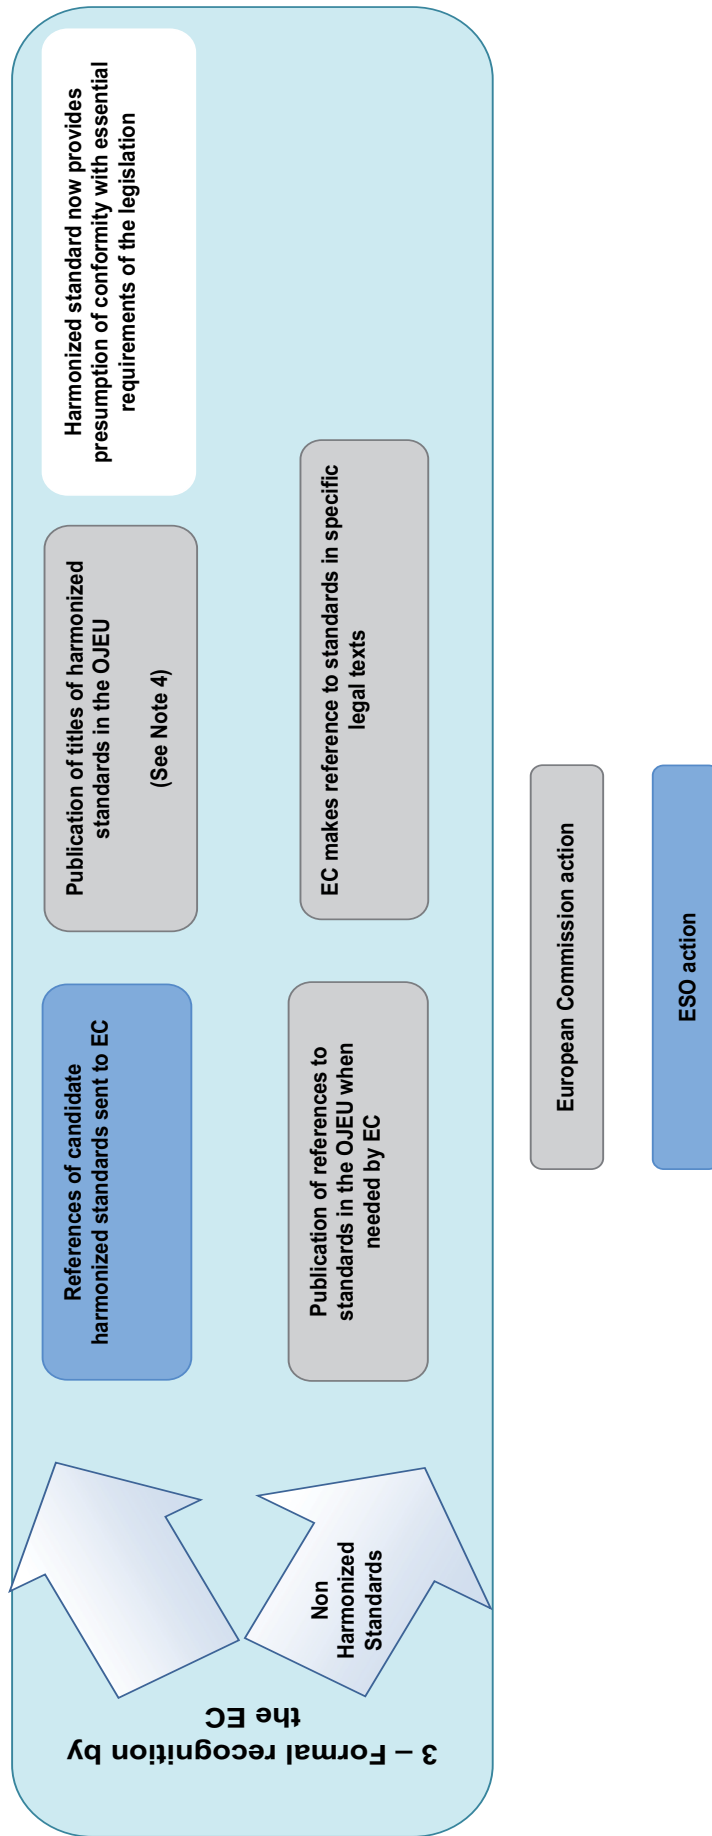 3 – Formal recognition by
the EC
References of candidate
harmonized standards sent to EC
Publication of titles of harmonized
standards in the OJEU
(See Note 4)
Harmonized standard now provides
presumption of conformity with essential
requirements of the legislation
Non
Harmonized
Standards
Publication of references to
standards in the OJEU when
needed by EC
EC makes reference to standards in specific
legal texts
European Commission action
ESO action